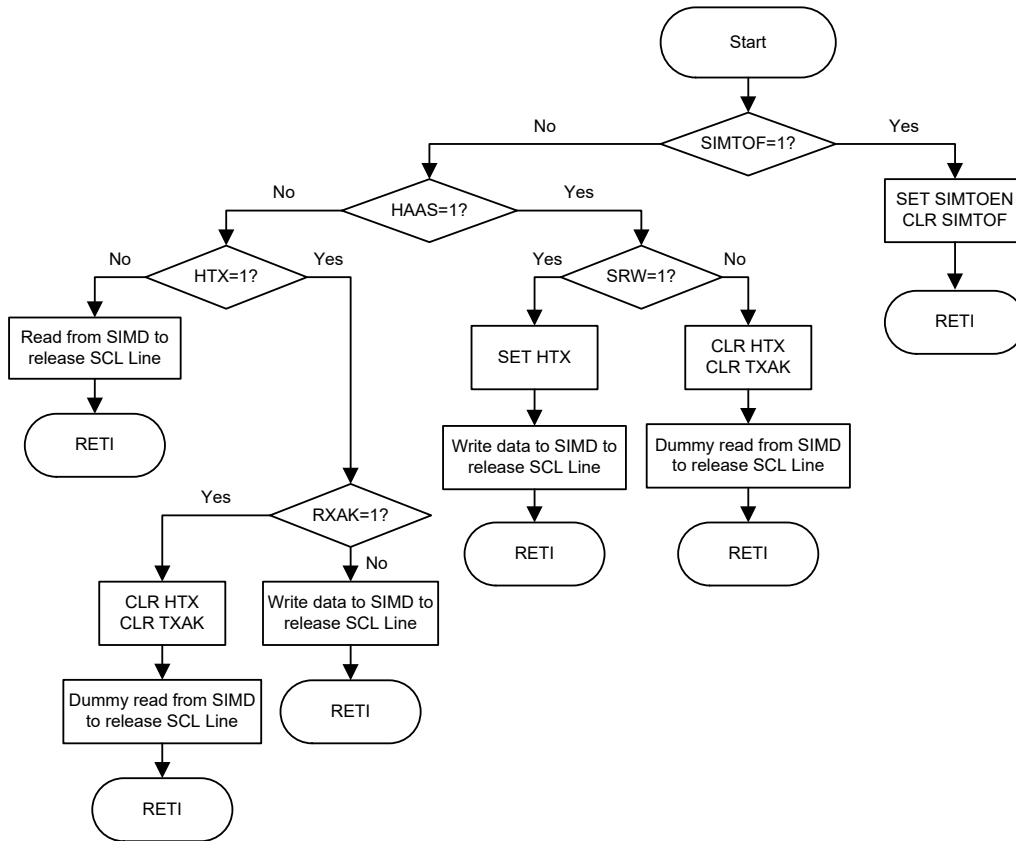 Start
No
SIMTOF=1?
Yes
No
HAAS=1?
Yes
SET SIMTOEN
CLR SIMTOF
No
HTX=1?
Yes
Yes
SRW=1?
No
RETI
Read from SIMD to
release SCL Line
SET HTX
CLR HTX
CLR TXAK
RETI
Write data to SIMD to
release SCL Line
Dummy read from SIMD
to release SCL Line
Yes
RXAK=1?
No
RETI
RETI
CLR HTX
CLR TXAK
Write data to SIMD to
release SCL Line
Dummy read from SIMD
to release SCL Line
RETI
RETI